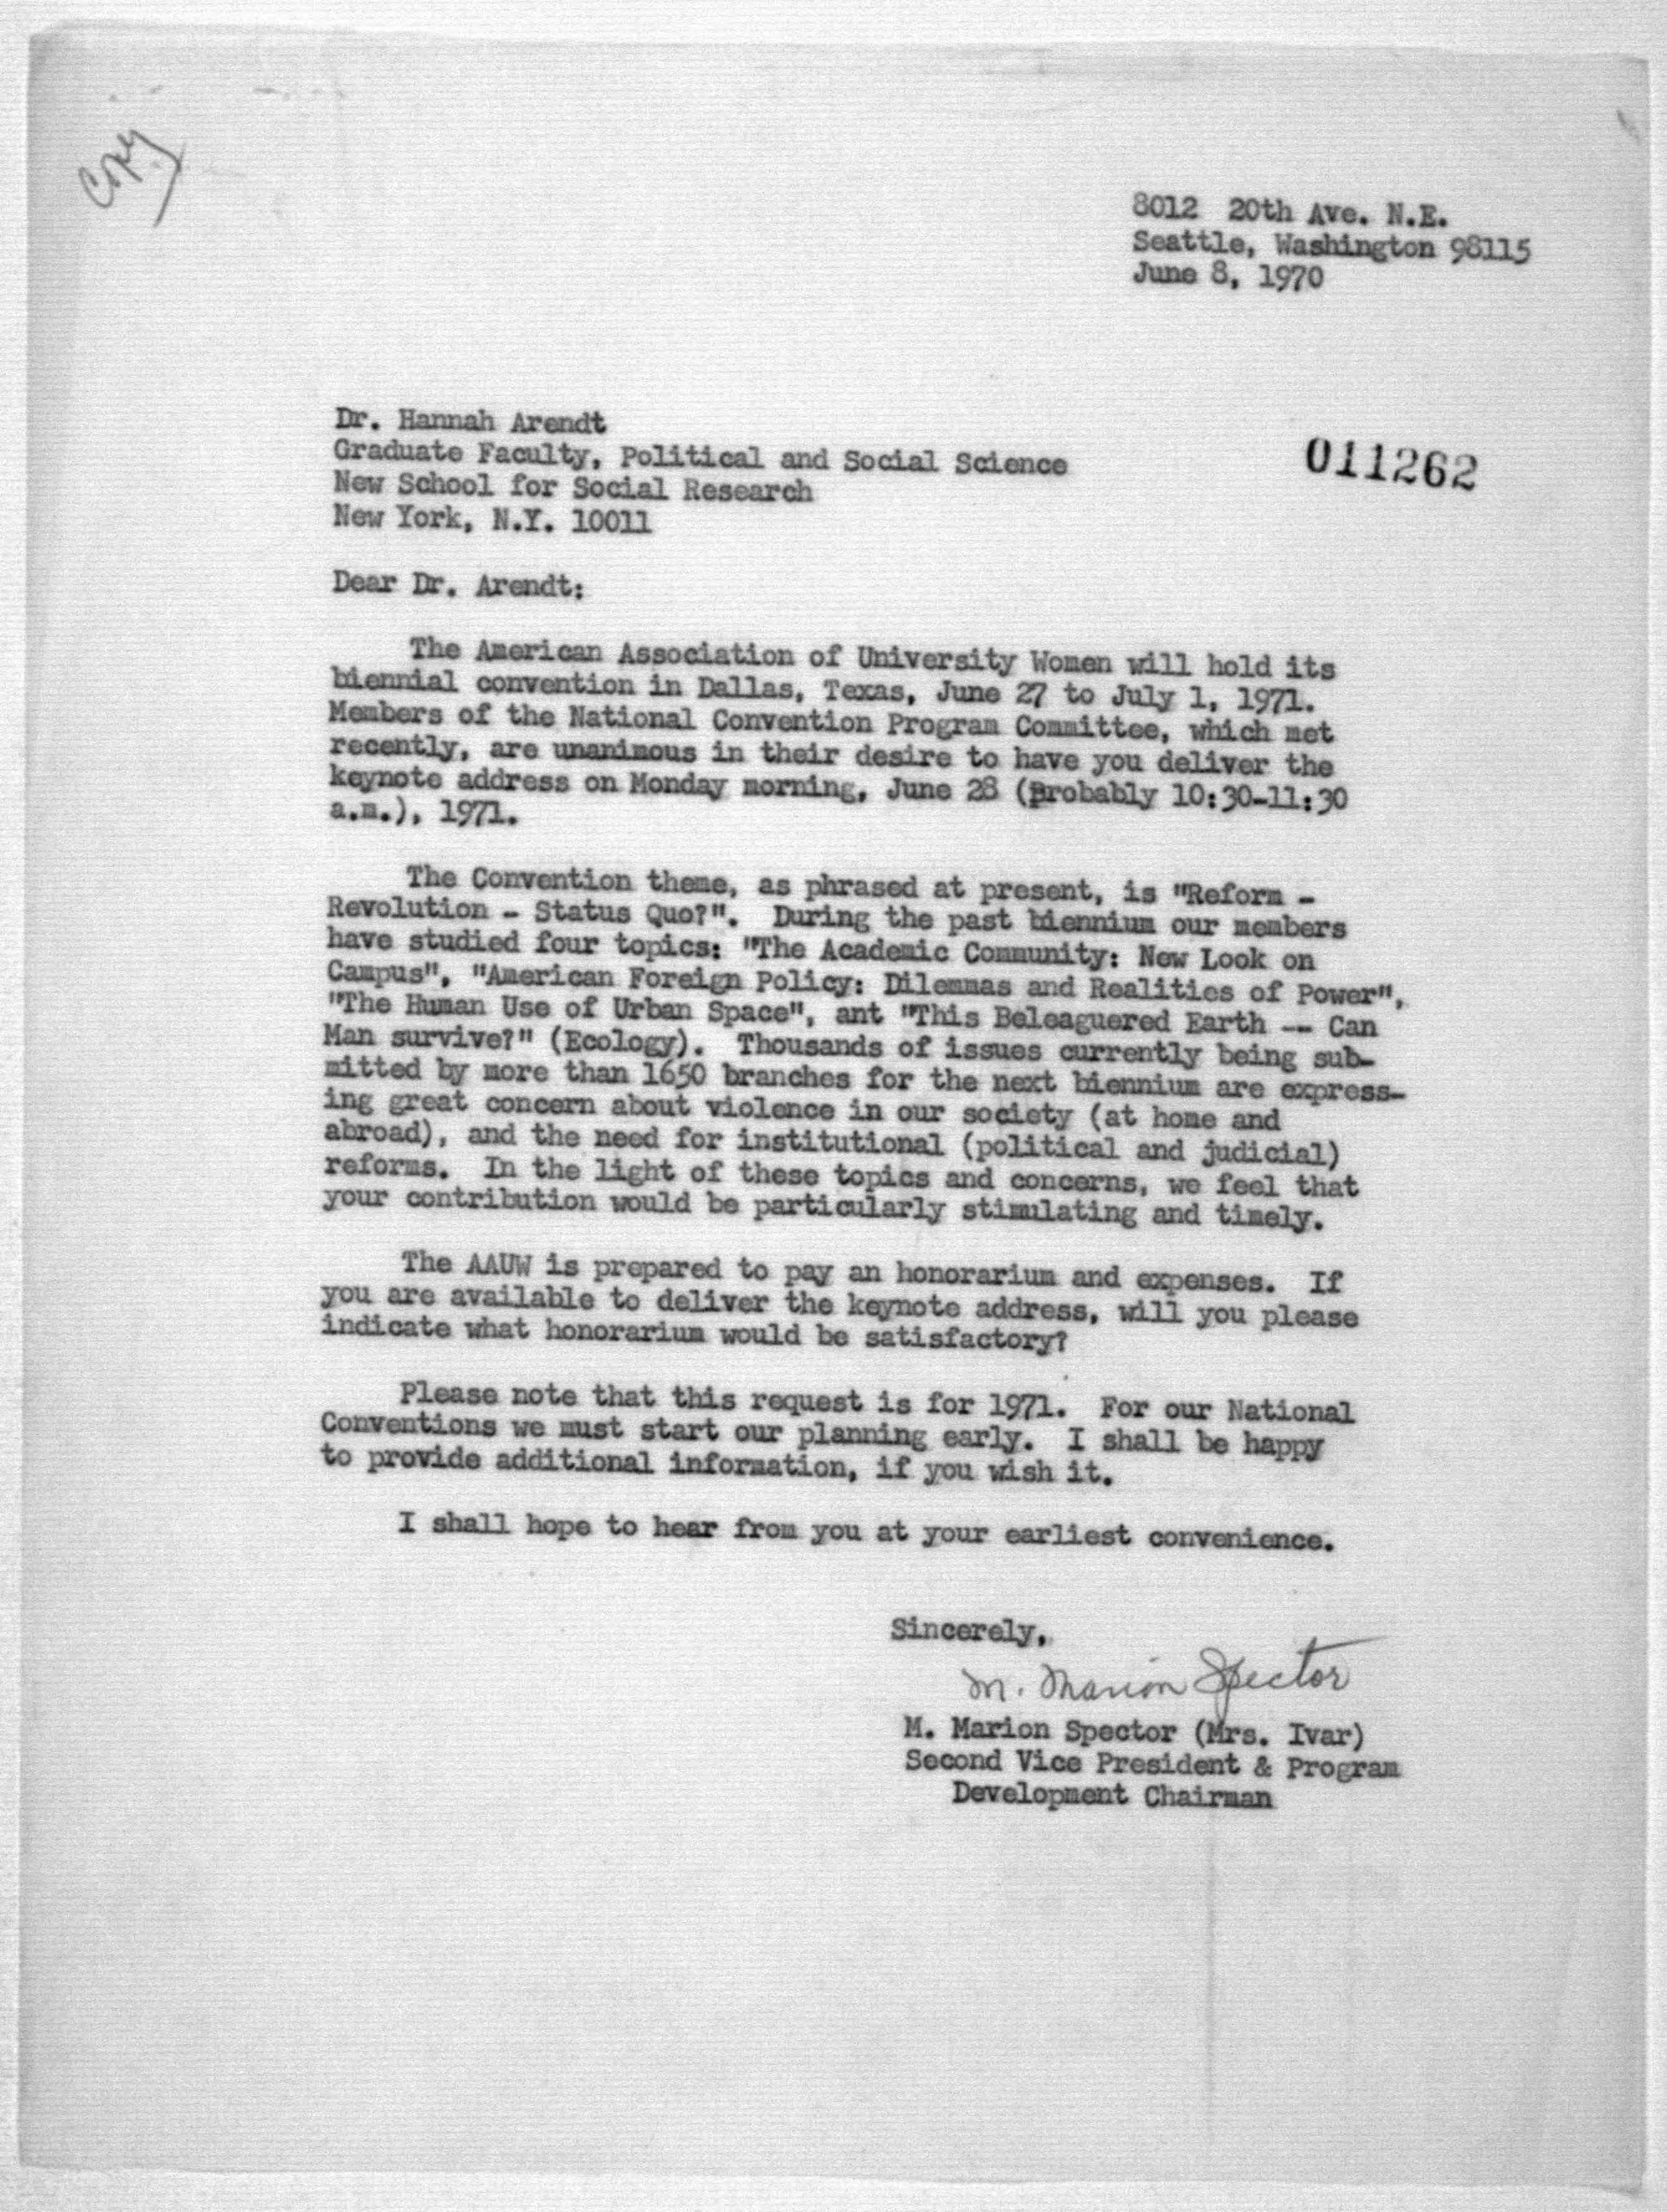 Copy
8012 20th Ave. N.E.
Seattle, Washington 98115
June 8, 1970
Dr. Hannah Arendt
Graduate Faculty, Political and Social Science
New School for Social Research
New York, N.Y. 10011
011262
Dear Dr. Arendt:
The American Association of University Women will hold its
biennial convention in Dallas, Texas, June 27 to July 1, 1971.
Members of the National Convention Program Committee, which met
recently, are unanimous in their desire to have you deliver the
keynote address on Monday morning, June 28 (probably 10:30-11:30
a.m.), 1971.
The Convention theme, as phrased at present, is "Reform -
Revolution - Status Quo?". During the past biennium our members
have studied four topics: "The Academic Community: New Look on
Campus", "American Foreign Policy: Dilemmas and Realities of Power",
"The Human Use of Urban Space", ant "This Beleaguered Earth -- Can
Man survive?" (Ecology). Thousands of issues currently being sub-
mitted by more than 1650 branches for the next biennium are express-
ing great concern about violence in our society (at home and
abroad), and the need for institutional (political and judicial)
reforms. In the light of these topics and concerns, we feel that
your contribution would be particularly stimulating and timely.
The AAUW is prepared to pay an honorarium and expenses. If
you are available to deliver the keynote address, will you please
indicate what honorarium would be satisfactory?
Please note that this request is for 1971. For our National
Conventions we must start our planning early. I shall be happy
to provide additional information, if you wish it.
I shall hope to hear from you at your earliest convenience.
Sincerely,
M. Marion Spector
M. Marion Spector (Mrs. Ivar)
Second Vice President & Program
Development Chairman